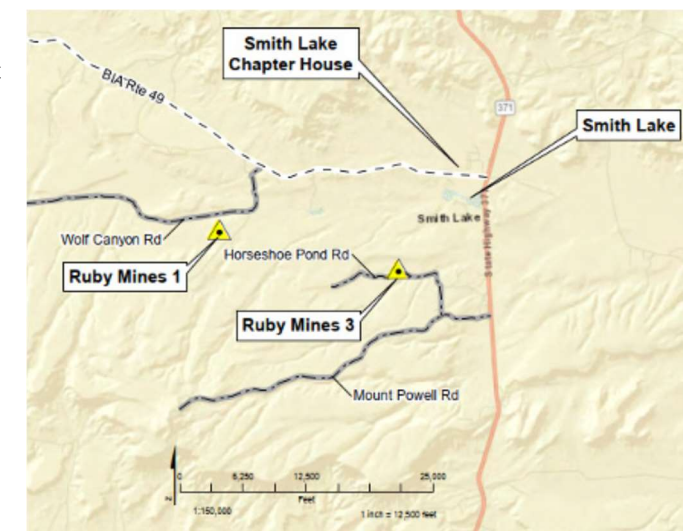 Smith Lake
Chapter House
BIA Rte 49
371
Smith Lake
Smith Lake
State Highway 371
Wolf Canyon Rd
Horseshoe Pond Rd
Ruby Mines 1
Ruby Mines 3
Mount Powell Rd
N
0 6,250 12,500 25,000
Feet
1:150,000
1 inch = 12,500 feet